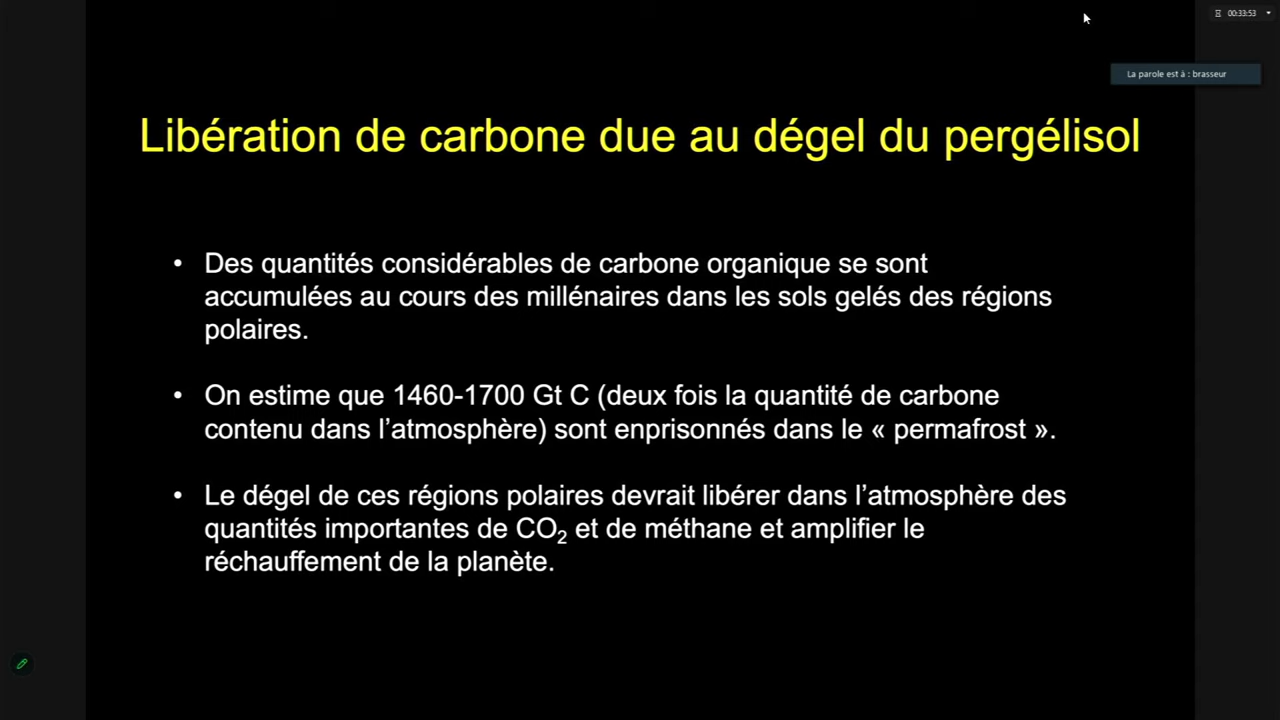 00:33:53
La parole est à : brasseur
Libération de carbone due au dégel du pergélisol
• Des quantités considérables de carbone organique se sont
accumulées au cours des millénaires dans les sols gelés des régions
polaires.
• On estime que 1460-1700 Gt C (deux fois la quantité de carbone
contenu dans l’atmosphère) sont enprisonnés dans le « permafrost ».
• Le dégel de ces régions polaires devrait libérer dans l’atmosphère des
quantités importantes de CO₂ et de méthane et amplifier le
réchauffement de la planète.